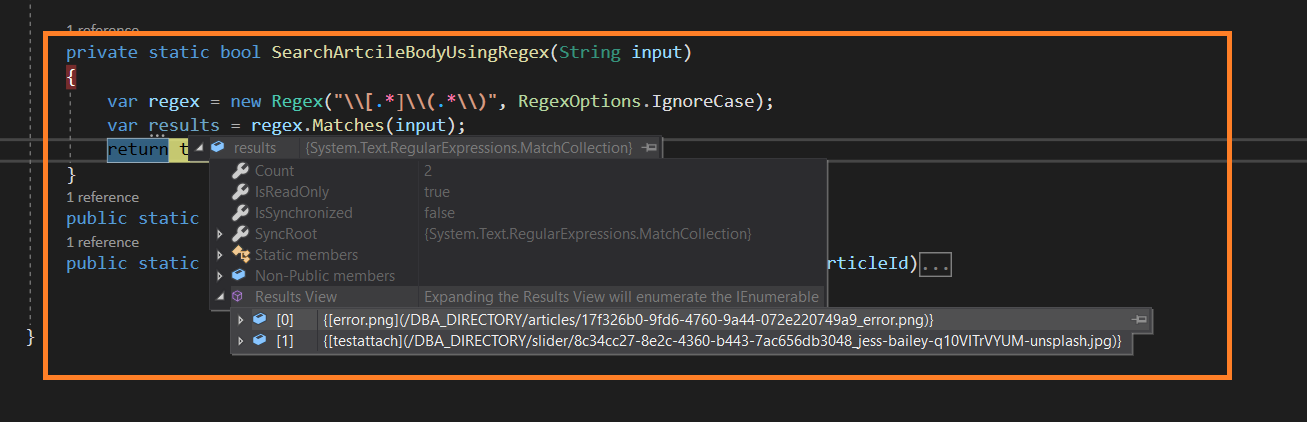 1 reference
private static bool SearchArtcileBodyUsingRegex(String input)
{
var regex = new Regex("\\[.*]\\(.*\\)", RegexOptions.IgnoreCase);
var results = regex.Matches(input);
return t results {System.Text.RegularExpressions.MatchCollection}
Count 2
}
IsReadOnly true
1 reference
IsSynchronized false
public static
SyncRoot {System.Text.RegularExpressions.MatchCollection}
1 reference
Static members
public static rticleId)...
Non-Public members
Results View Expanding the Results View will enumerate the IEnumerable
[0] {[error.png](/DBA_DIRECTORY/articles/17f326b0-9fd6-4760-9a44-072e220749a9_error.png)}
}
[1] {[testattach](/DBA_DIRECTORY/slider/8c34cc27-8e2c-4360-b443-7ac656db3048_jess-bailey-q10VITrVYUM-unsplash.jpg)}